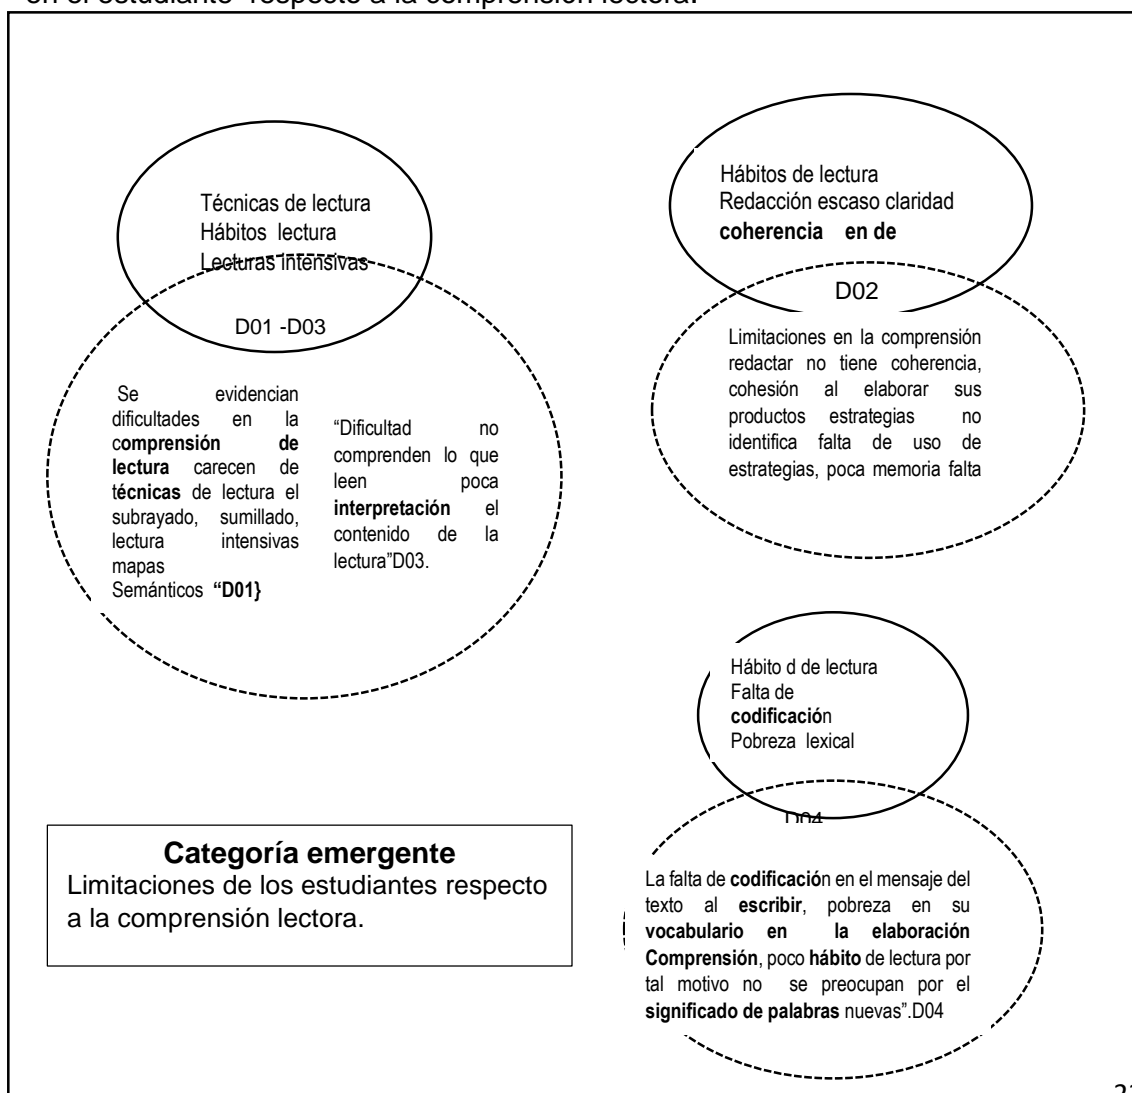 en el estudiante respecto a la comprensión lectora.
Técnicas de lectura
Hábitos lectura
Lecturas intensivas
D01 -D03
Se evidencian
dificultades en la
comprensión de
lectura carecen de
técnicas de lectura el
subrayado, sumillado,
lectura intensivas
mapas
Semánticos “D01}
“Dificultad no
comprenden lo que
leen poca
interpretación el
contenido de la
lectura”D03.
Hábitos de lectura
Redacción escaso claridad
coherencia en de
D02
Limitaciones en la comprensión
redactar no tiene coherencia,
cohesión al elaborar sus
productos estrategias no
identifica falta de uso de
estrategias, poca memoria falta
Hábito d de lectura
Falta de
codificación
Pobreza lexical
D04
La falta de codificación en el mensaje del
texto al escribir, pobreza en su
vocabulario en la elaboración
Comprensión, poco hábito de lectura por
tal motivo no se preocupan por el
significado de palabras nuevas”.D04
Categoría emergente
Limitaciones de los estudiantes respecto
a la comprensión lectora.